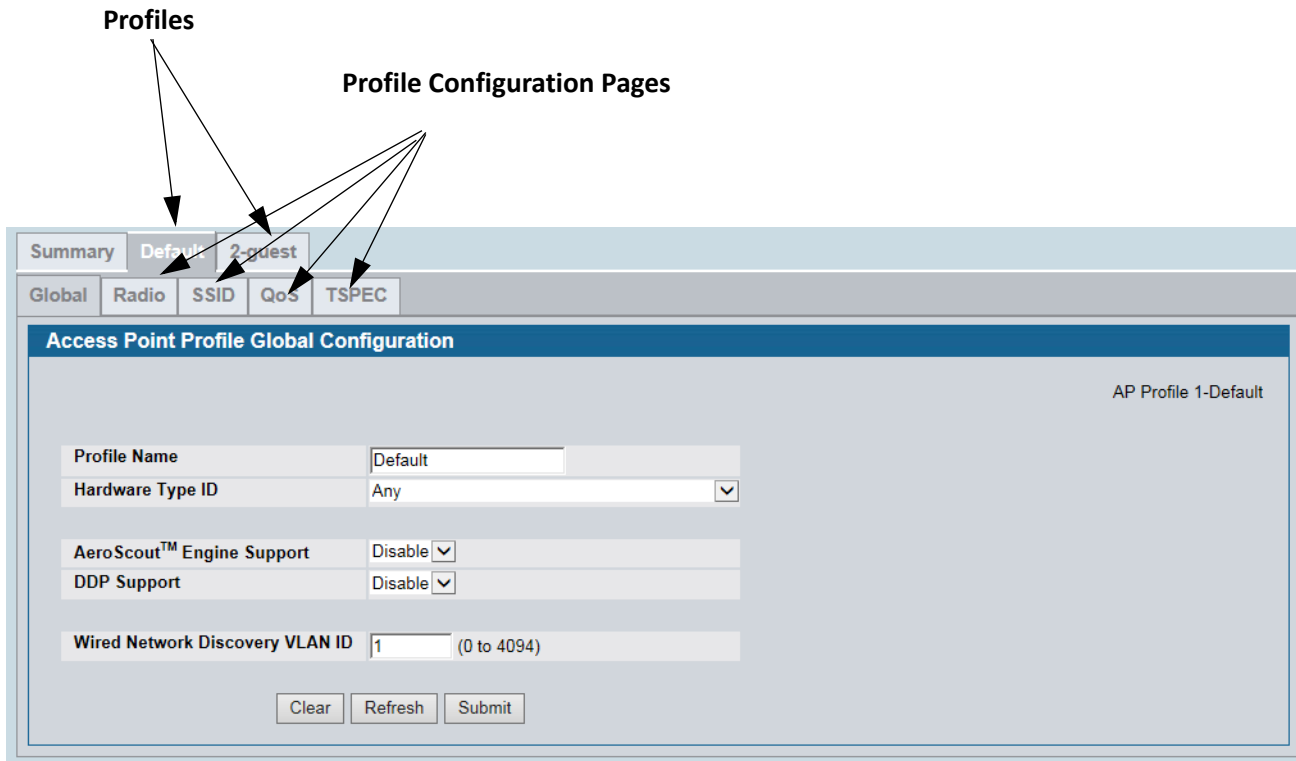 Profiles
Profile Configuration Pages
Summary Default 2-guest
Global Radio SSID QoS TSPEC
Access Point Profile Global Configuration
AP Profile 1-Default
Profile Name Default
Hardware Type ID Any
AeroScout™ Engine Support Disable
DDP Support Disable
Wired Network Discovery VLAN ID 1 (0 to 4094)
Clear Refresh Submit